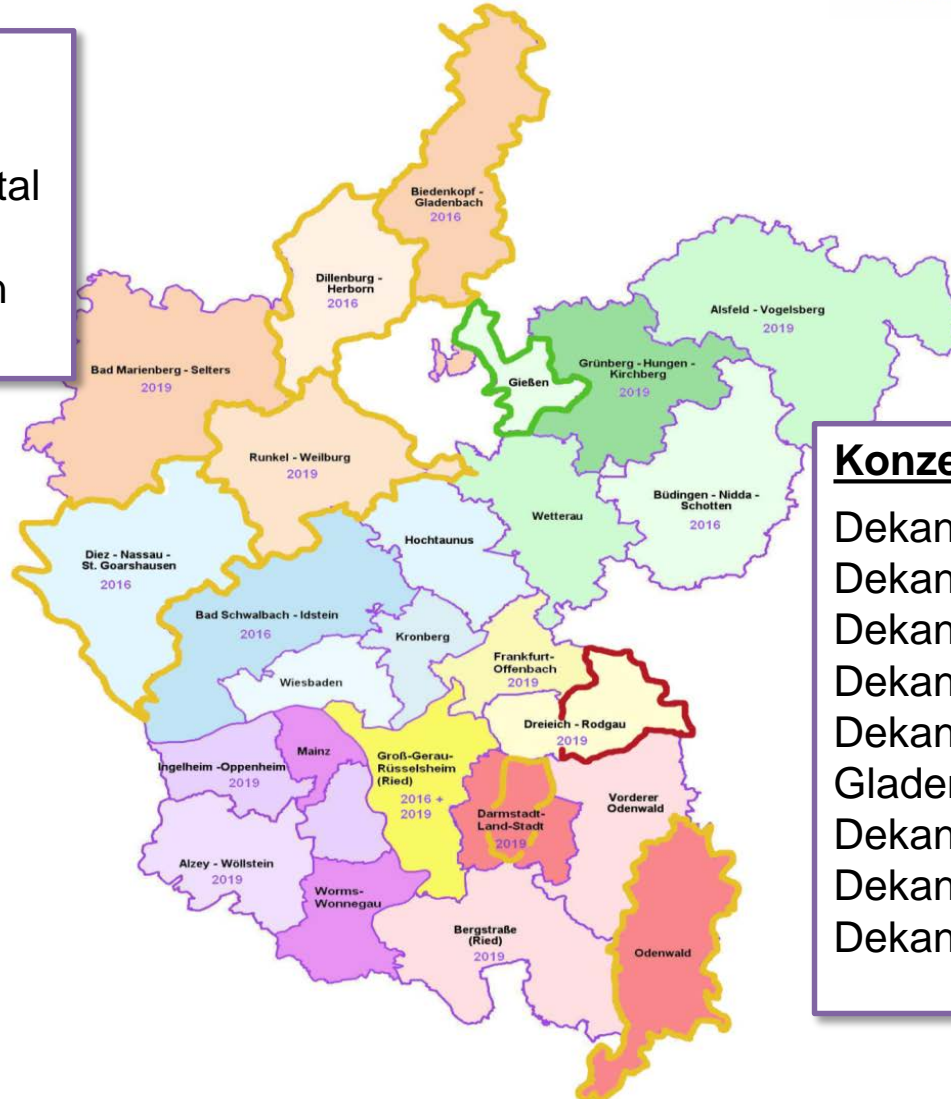 tal
n
Biedenkopf -
Gladenbach
2016
Dillenburg -
Herborn
2016
Alsfeld - Vogelsberg
2019
Bad Marienberg - Selters
2019
Gießen
Grünberg - Hungen -
Kirchberg
2019
Runkel - Weilburg
2019
Büdingen - Nidda -
Schotten
2016
Wetterau
Hochtaunus
Diez - Nassau -
St. Goarshausen
2016
Bad Schwalbach - Idstein
2016
Kronberg
Frankfurt-
Offenbach
2019
Wiesbaden
Dreieich - Rodgau
2019
Mainz
Ingelheim -Oppenheim
2019
Groß-Gerau-
Rüsselsheim
(Ried)
2016 +
2019
Vorderer
Odenwald
Darmstadt-
Land-Stadt
2019
Alzey - Wöllstein
2019
Worms-
Wonnegau
Bergstraße
(Ried)
2019
Odenwald
Konze
Dekan
Dekan
Dekan
Dekan
Dekan
Glader
Dekan
Dekan
Dekan